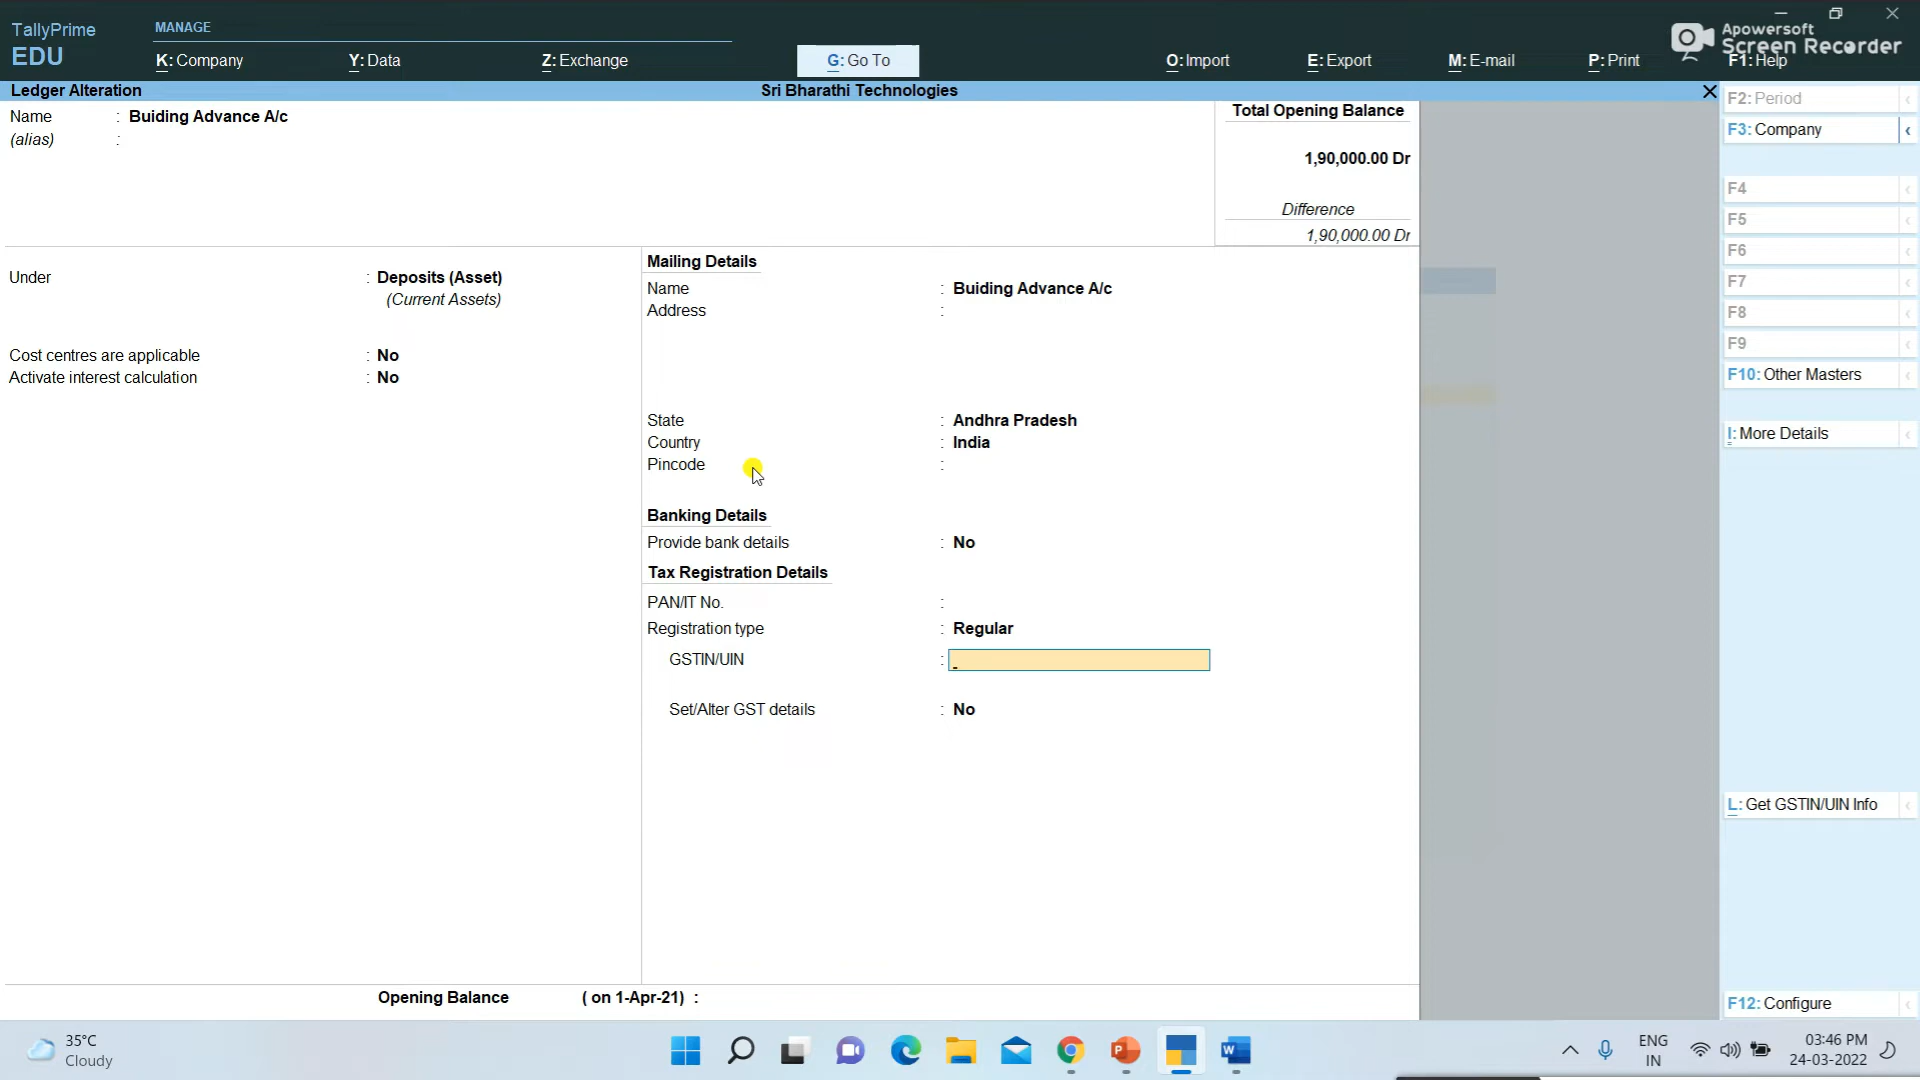 TallyPrime
EDU
MANAGE
K: Company
Y: Data
Z: Exchange
G: Go To
O: Import
E: Export
M: E-mail
P: Print
F1: Help
Apowersoft
Screen Recorder
Ledger Alteration
Sri Bharathi Technologies
Name : Buiding Advance A/c
(alias) :
Total Opening Balance
1,90,000.00 Dr
Difference
1,90,000.00 Dr
Under : Deposits (Asset)
(Current Assets)
Cost centres are applicable : No
Activate interest calculation : No
Mailing Details
Name : Buiding Advance A/c
Address :
State : Andhra Pradesh
Country : India
Pincode :
Banking Details
Provide bank details : No
Tax Registration Details
PAN/IT No. :
Registration type : Regular
GSTIN/UIN :
Set/Alter GST details : No
Opening Balance ( on 1-Apr-21) :
F2: Period
F3: Company
F4
F5
F6
F7
F8
F9
F10: Other Masters
I: More Details
L: Get GSTIN/UIN Info
F12: Configure
35°C
Cloudy
ENG
IN
03:46 PM
24-03-2022